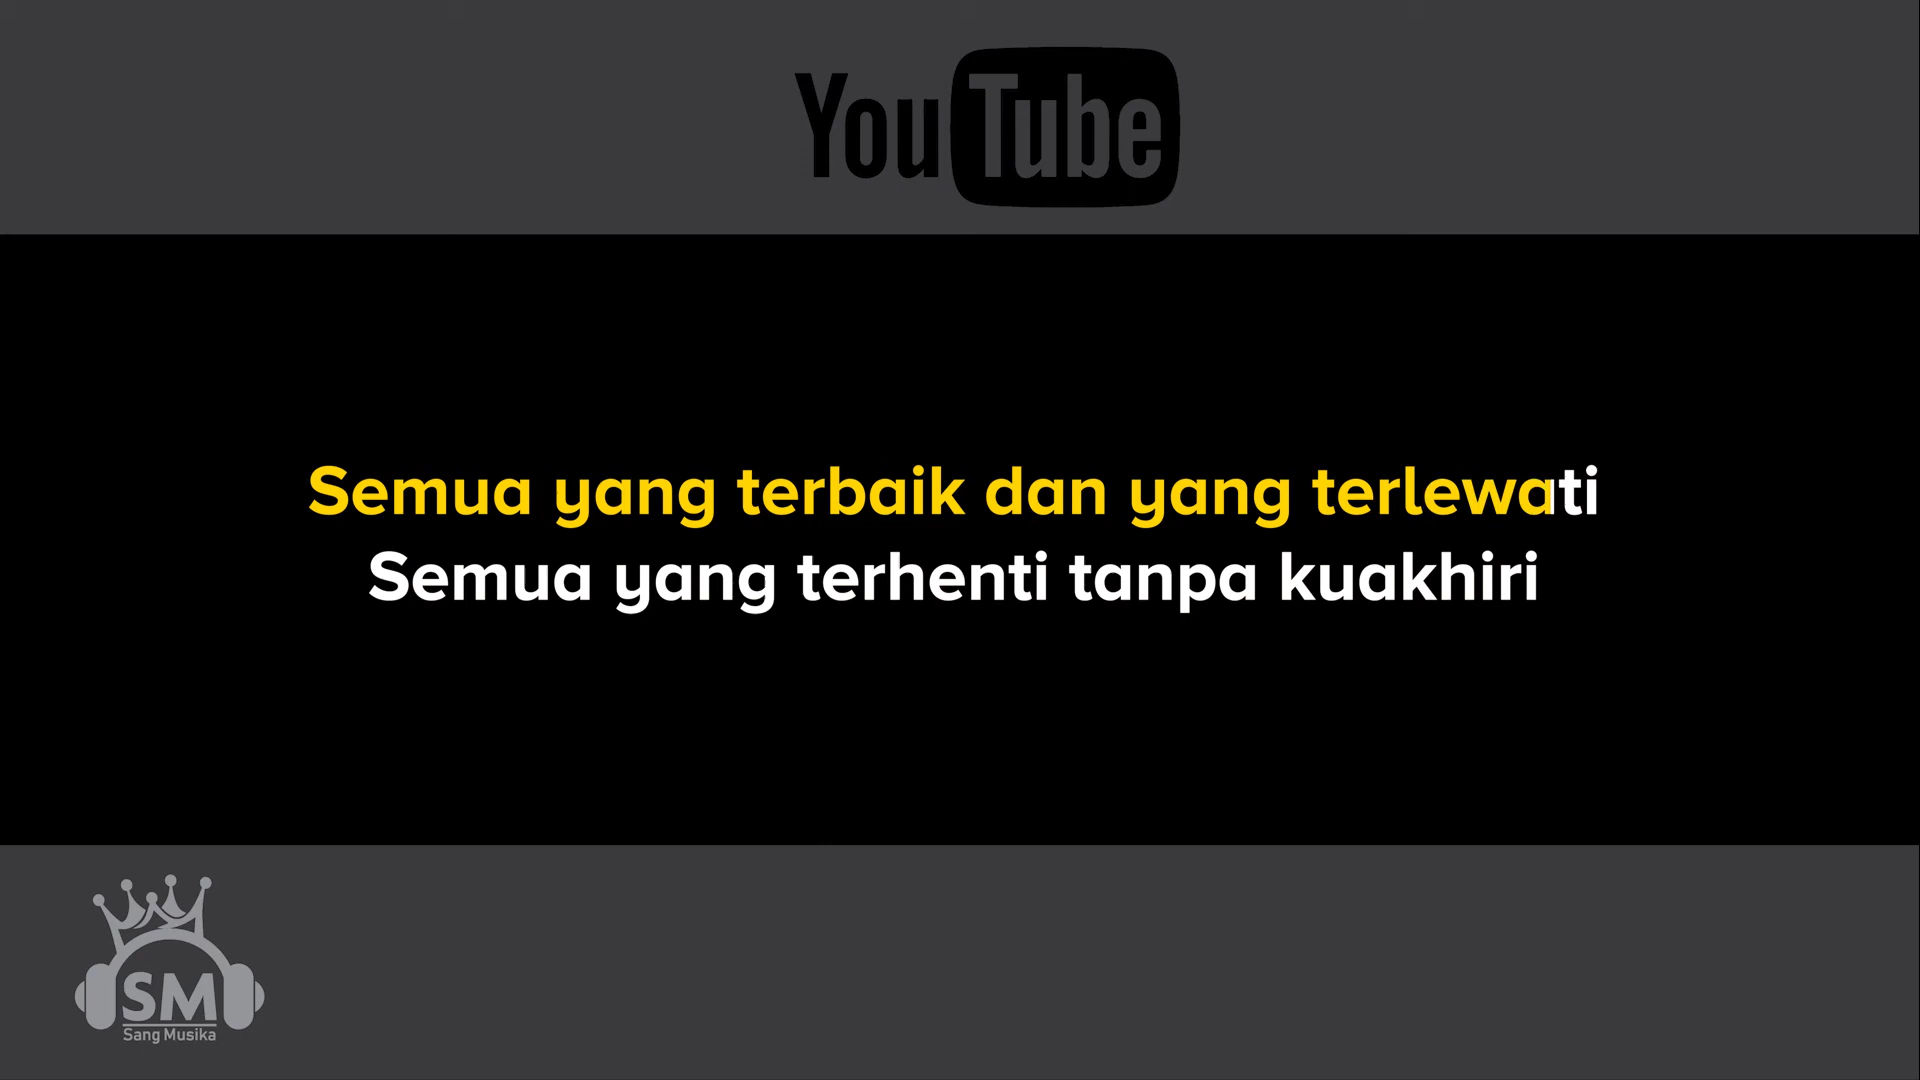 YouTube
Semua yang terbaik dan yang terlewati
Semua yang terhenti tanpa kuakhiri
SM
Sang Musika